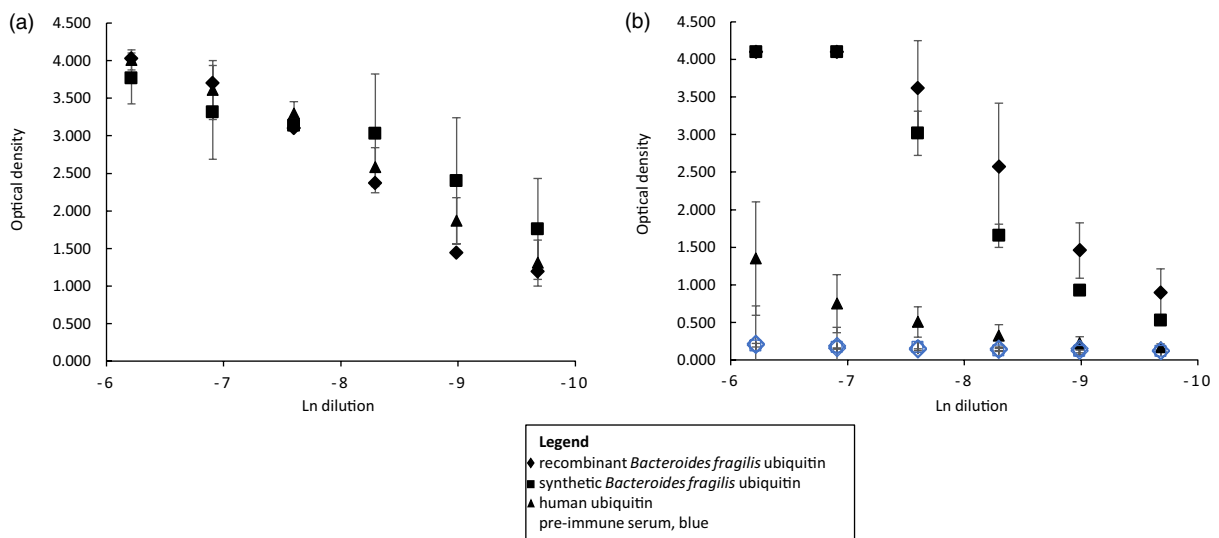 (a)
4.500
4.000
3.500
3.000
2.500
2.000
1.500
1.000
0.500
0.000
Optical density
-6 -7 -8 -9 -10
Ln dilution
(b)
4.500
4.000
3.500
3.000
2.500
2.000
1.500
1.000
0.500
0.000
Optical density
-6 -7 -8 -9 -10
Ln dilution
Legend
recombinant Bacteroides fragilis ubiquitin
synthetic Bacteroides fragilis ubiquitin
human ubiquitin
pre-immune serum, blue